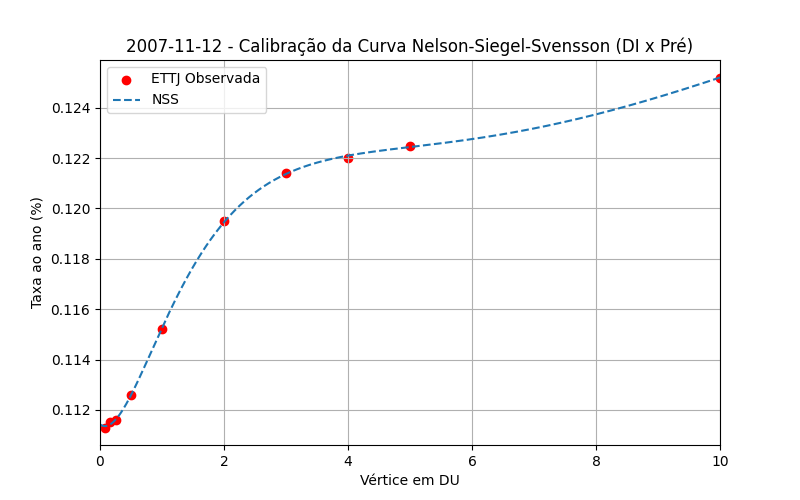 2007-11-12 - Calibração da Curva Nelson-Siegel-Svensson (DI x Pré)
ETTJ Observada
NSS
Taxa ao ano (%)
0.124
0.122
0.120
0.118
0.116
0.114
0.112
0 2 4 6 8 10
Vértice em DU